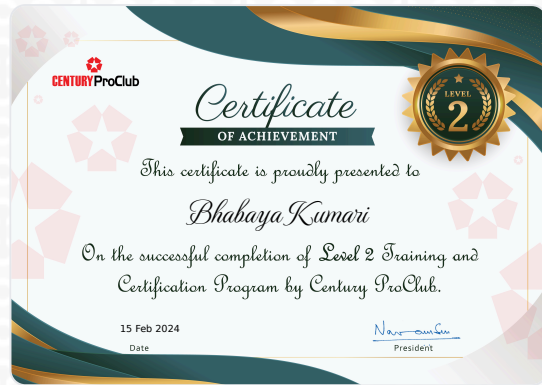 CENTURY ProClub
LEVEL
2
Certificate
OF ACHIEVEMENT
This certificate is proudly presented to
Bhabaya Kumari
On the successful completion of Level 2 Training and
Certification Program by Century ProClub.
15 Feb 2024
Date
President